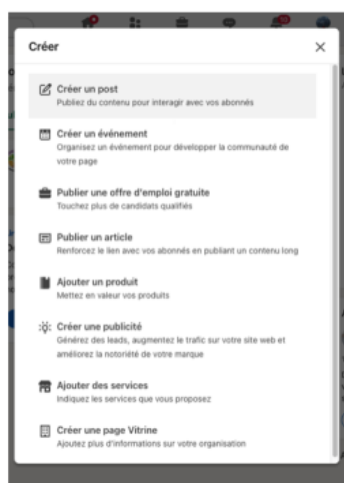 Créer
Créer un post
Publiez du contenu pour interagir avec vos abonnés
Créer un événement
Organisez un événement pour développer la communauté de
votre page
Publier une offre d'emploi gratuite
Touchez plus de candidats qualifiés
Publier un article
Renforcez le lien avec vos abonnés en publiant un contenu long
Ajouter un produit
Mettez en valeur vos produits
Créer une publicité
Générez des leads, augmentez le trafic sur votre site web et
améliorez la notoriété de votre marque
Ajouter des services
Indiquez les services que vous proposez
Créer une page Vitrine
Ajoutez plus d'informations sur votre organisation